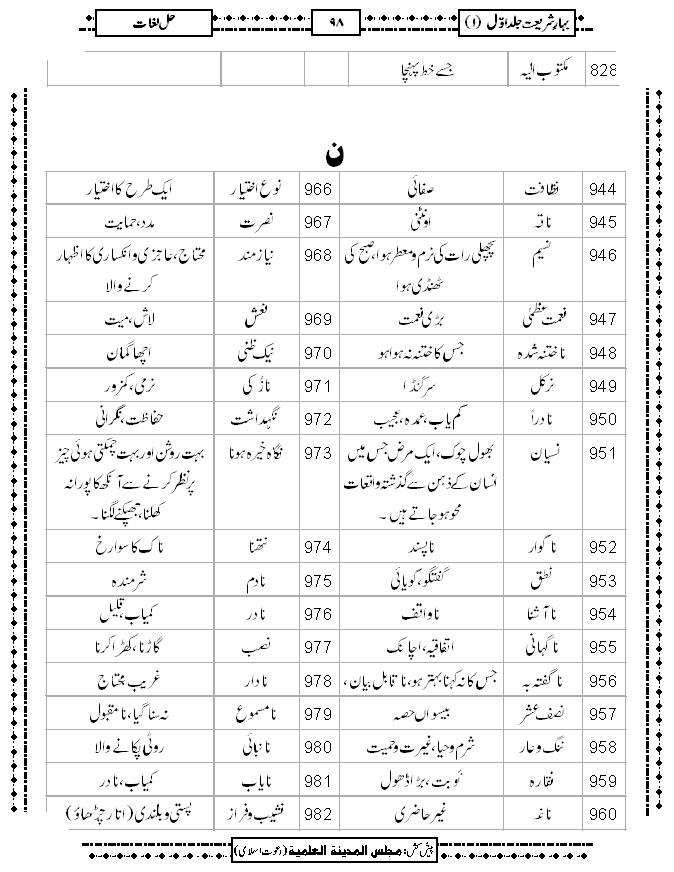 بہارِ شریعت جلد اوّل (۱) ۹۸ حل لغات
828 مکتوب الیہ جسے خط پہنچا
ن
944 نظافت صفائی 966 نوع اختیار ایک طرح کا اختیار
945 ناقہ اونٹنی 967 نصرت مدد، حمایت
946 نسیم پچھلی رات کی نرم و معطر ہوا، صبح کی 968 نیازمند محتاج، عاجزی و انکساری کا اظہار
ٹھنڈی ہوا کرنے والا
947 نعمت عظمٰی بڑی نعمت 969 نعش لاش، میت
948 ناختنہ شدہ جس کا ختنہ نہ ہوا ہو 970 نیک ظنی اچھا گمان
949 نرکل سرکنڈا 971 نازکی نرمی، کمزور
950 نادراً کم یاب، عمدہ، عجیب 972 نگہداشت حفاظت، نگرانی
951 نسیان بھول چوک، ایک مرض جس میں 973 نگاہ خیرہ ہونا بہت روشن اور بہت چمکتی ہوئی چیز
انسان کے ذہن سے گذشتہ واقعات پر نظر کرنے سے آنکھ کا پورا نہ
محو ہو جاتے ہیں ۔ کھلنا، جھپکنے لگنا ۔
952 ناگوار ناپسند 974 نتھنا ناک کا سوارخ
953 نطق گفتگو، گویائی 975 نادِم شرمندہ
954 ناآشنا ناواقف 976 نادر کمیاب، قلیل
955 ناگہانی اتفاقیہ، اچانک 977 نصب گاڑنا، کھڑا کرنا
956 ناگفتہ بہ جس کا نہ کہنا بہتر ہو، ناقابل بیان، 978 نادار غریب، محتاج
957 نصف عشر بیسواں حصہ 979 نامسموع نہ سنا گیا، نامقبول
958 ننگ و عار شرم و حیا، غیرت و حمیت 980 نانبائی روٹی پکانے والا
959 نقارہ نوبت، بڑا ڈھول 981 نایاب کمیاب، نادر
960 ناغہ غیر حاضری 982 نشیب و فراز پستی و بلندی (اتار چڑھاؤ)
پیش کش: مجلس المدینۃ العلمیۃ (دعوت اسلامی)